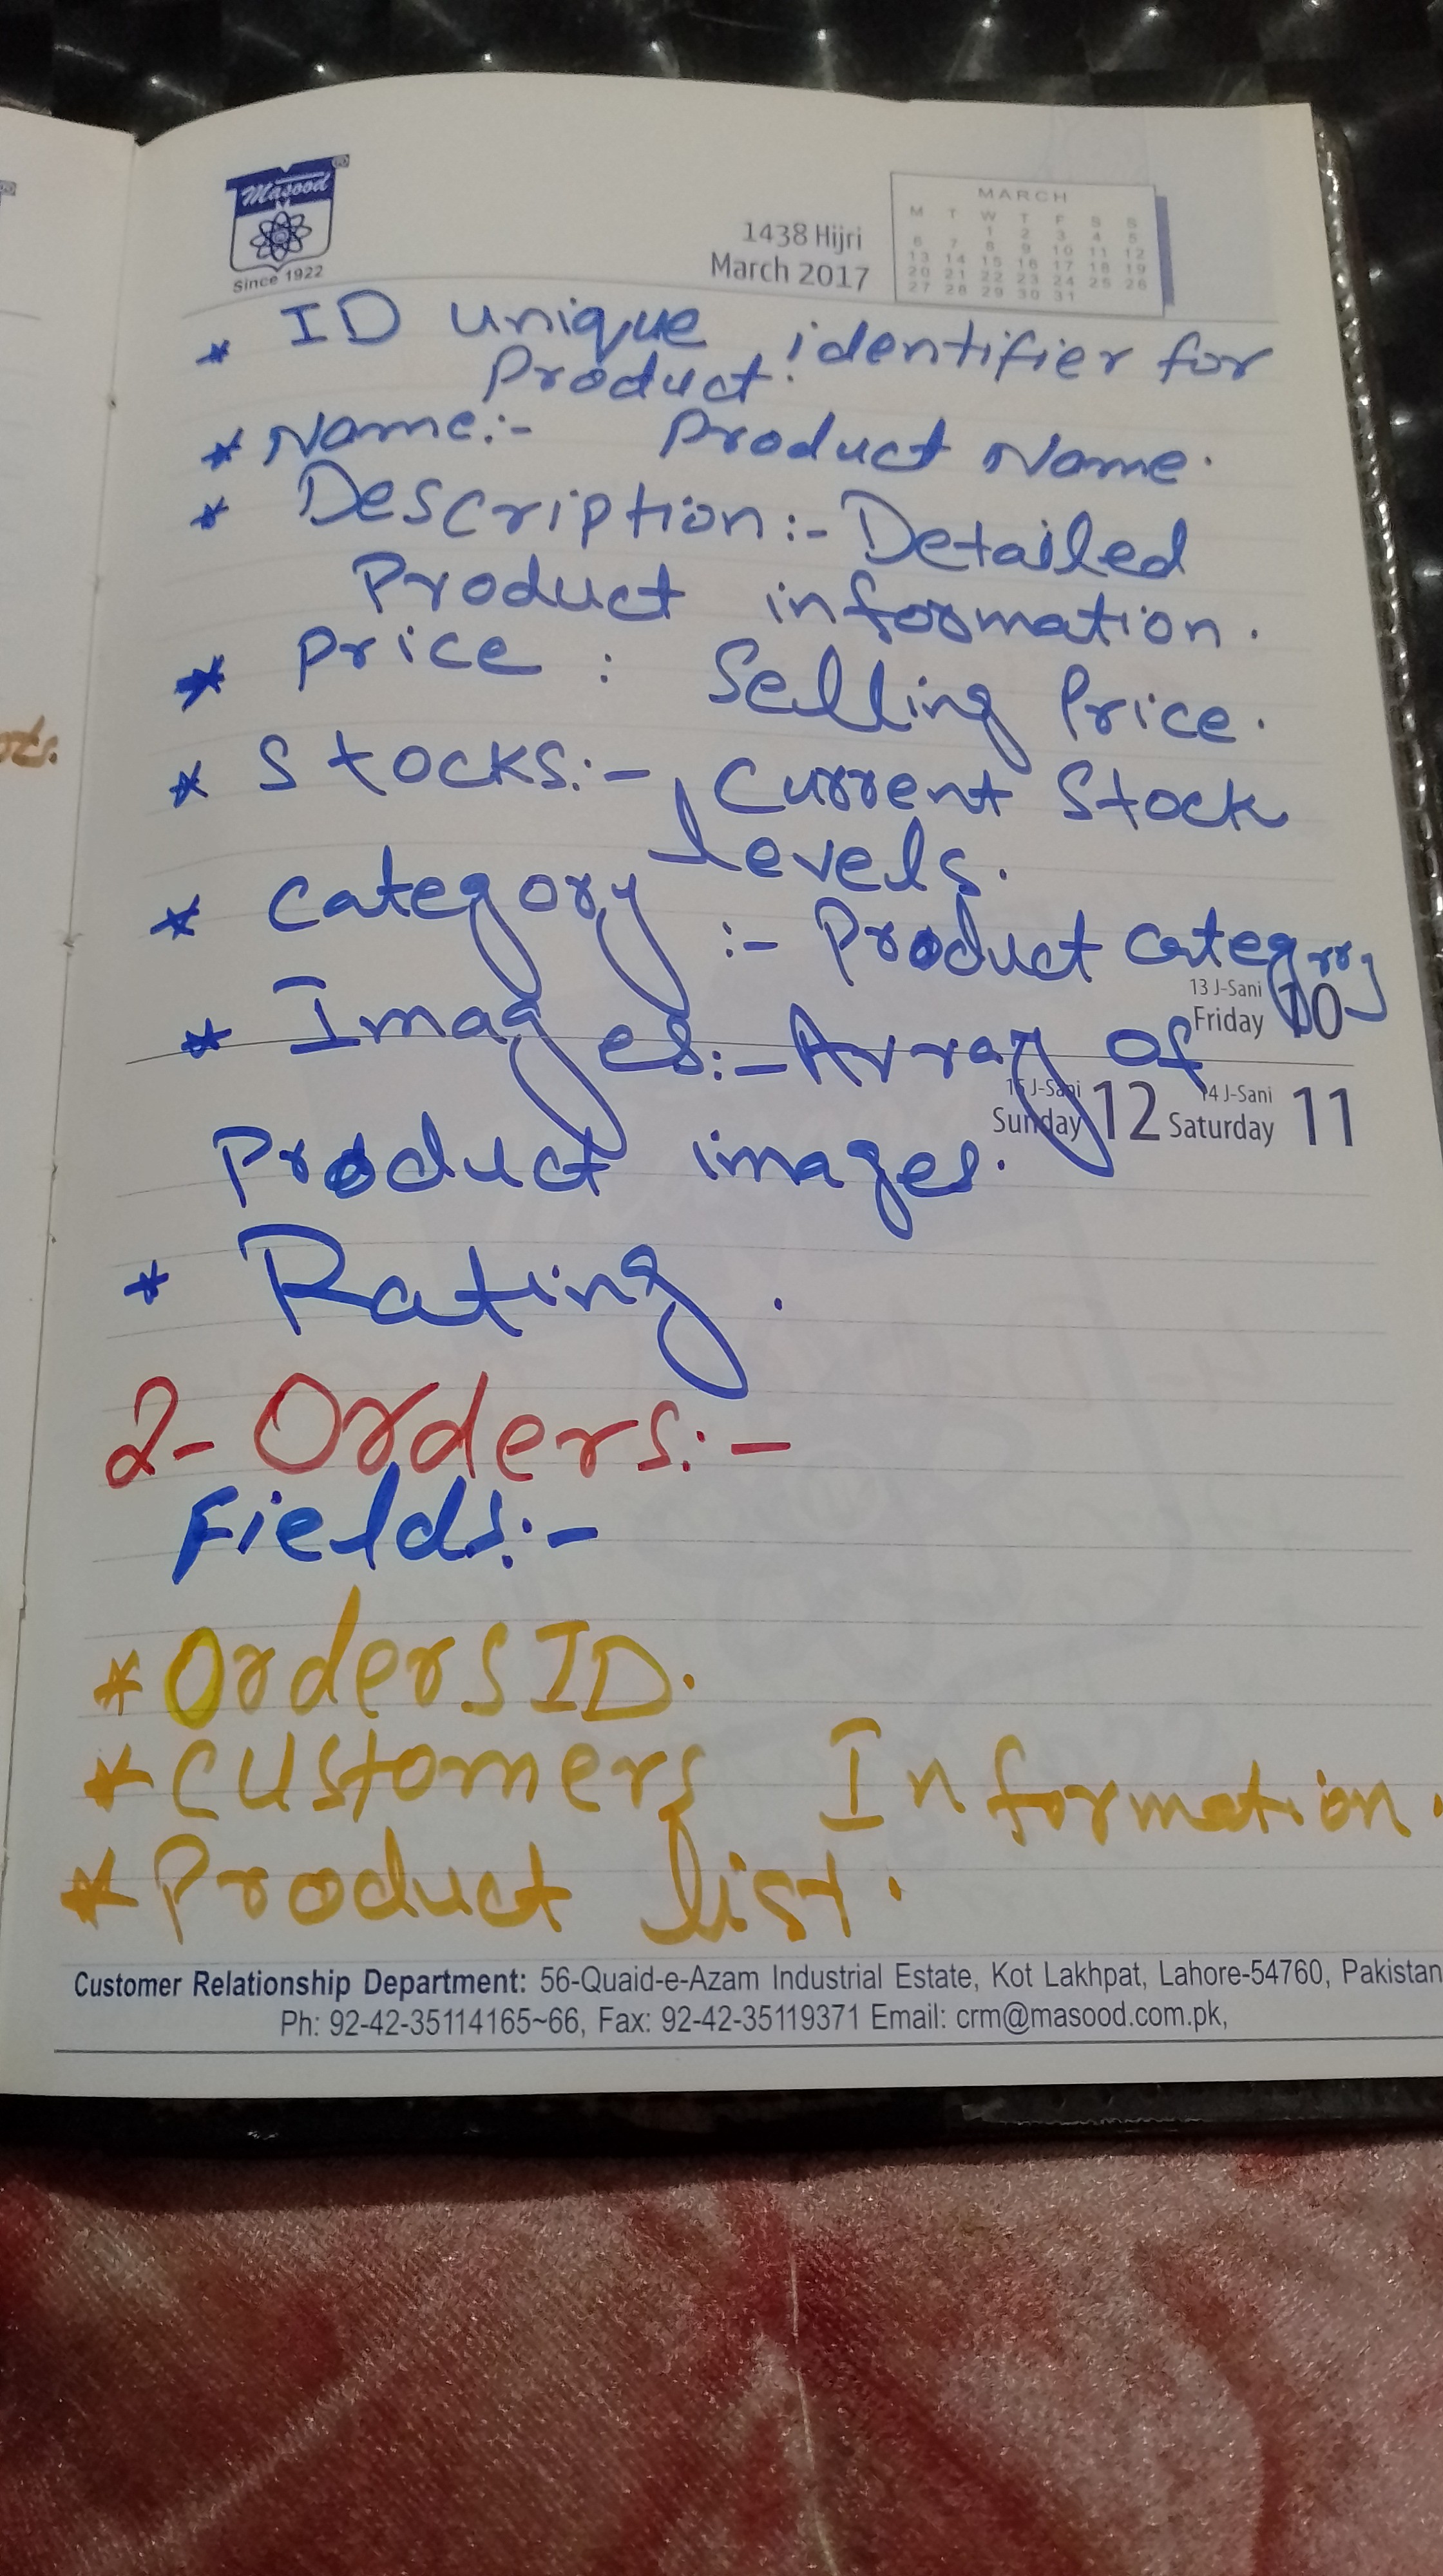 Masood
Since 1922
1438 Hijri
March 2017
MARCH
M T W T F S S
1 2 3 4 5
6 7 8 9 10 11 12
13 14 15 16 17 18 19
20 21 22 23 24 25 26
27 28 29 30 31
* ID unique identifier for
Product.
* Name:- Product Name.
* Description:- Detailed
Product information.
* Price : Selling Price.
* Stocks:- Current Stock
levels.
* Category :- Product Category
13 J-Sani
Friday 10
* Images:- Array of
15 J-Sani
Sunday 12
14 J-Sani
Saturday 11
Product images.
* Rating.
2- Orders:-
Fields:-
* Orders ID.
* Customers Information.
* Product list.
Customer Relationship Department: 56-Quaid-e-Azam Industrial Estate, Kot Lakhpat, Lahore-54760, Pakistan
Ph: 92-42-35114165~66, Fax: 92-42-35119371 Email: crm@masood.com.pk,